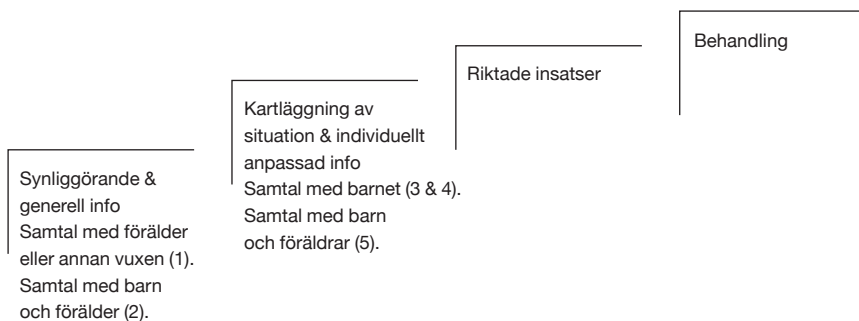 Synliggörande &
generell info
Samtal med förälder
eller annan vuxen (1).
Samtal med barn
och förälder (2).
Kartläggning av
situation & individuellt
anpassad info
Samtal med barnet (3 & 4).
Samtal med barn
och föräldrar (5).
Riktade insatser
Behandling